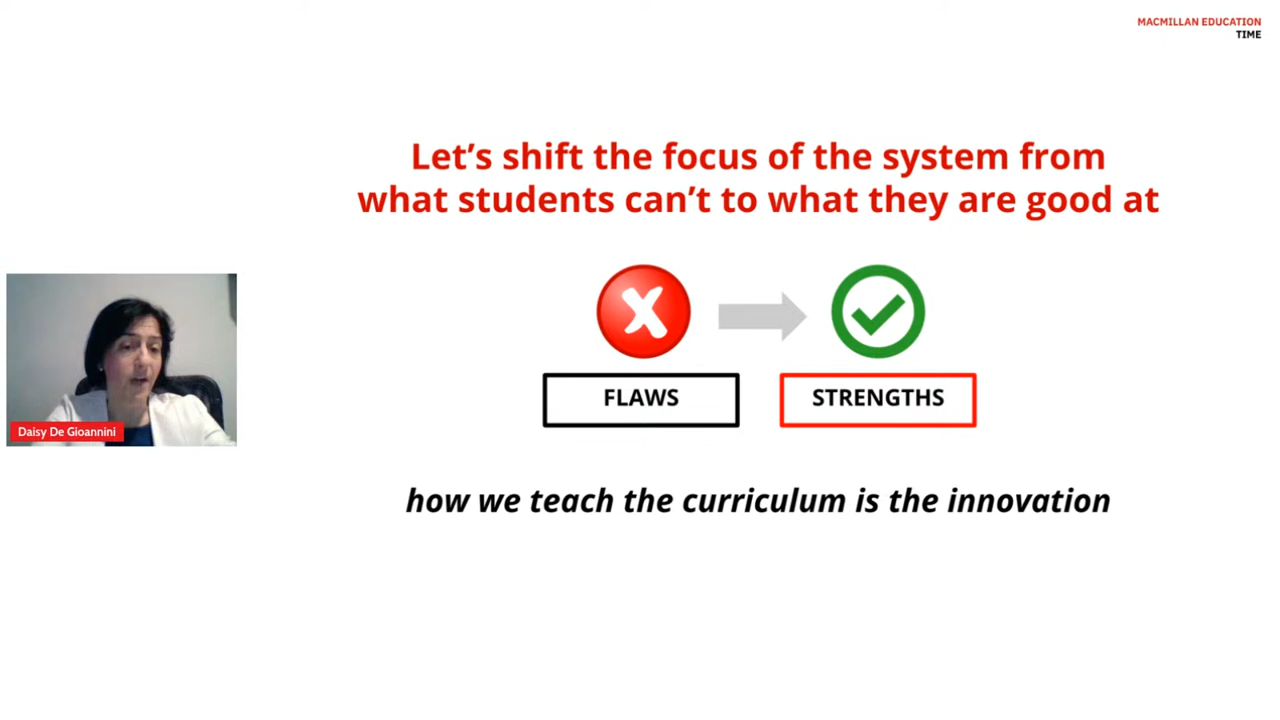 MACMILLAN EDUCATION
TIME
Let's shift the focus of the system from
what students can't to what they are good at
FLAWS
STRENGTHS
Daisy De Gioannini
how we teach the curriculum is the innovation